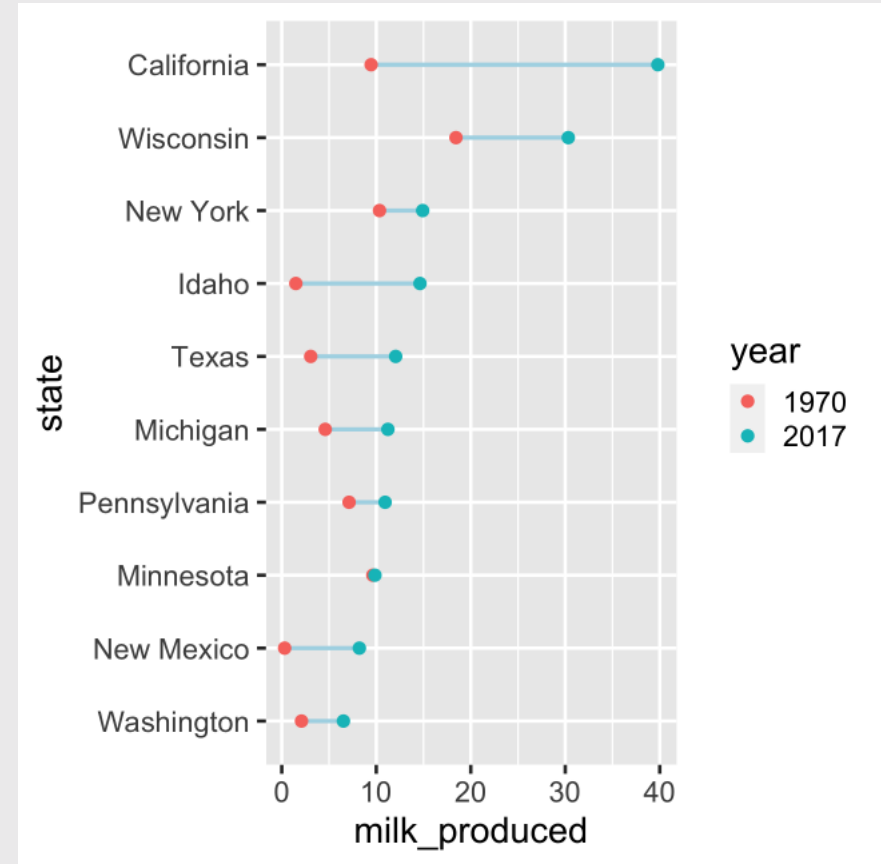 California
Wisconsin
New York
Idaho
Texas
Michigan
Pennsylvania
Minnesota
New Mexico
Washington
state
0 10 20 30 40
milk_produced
year
1970
2017